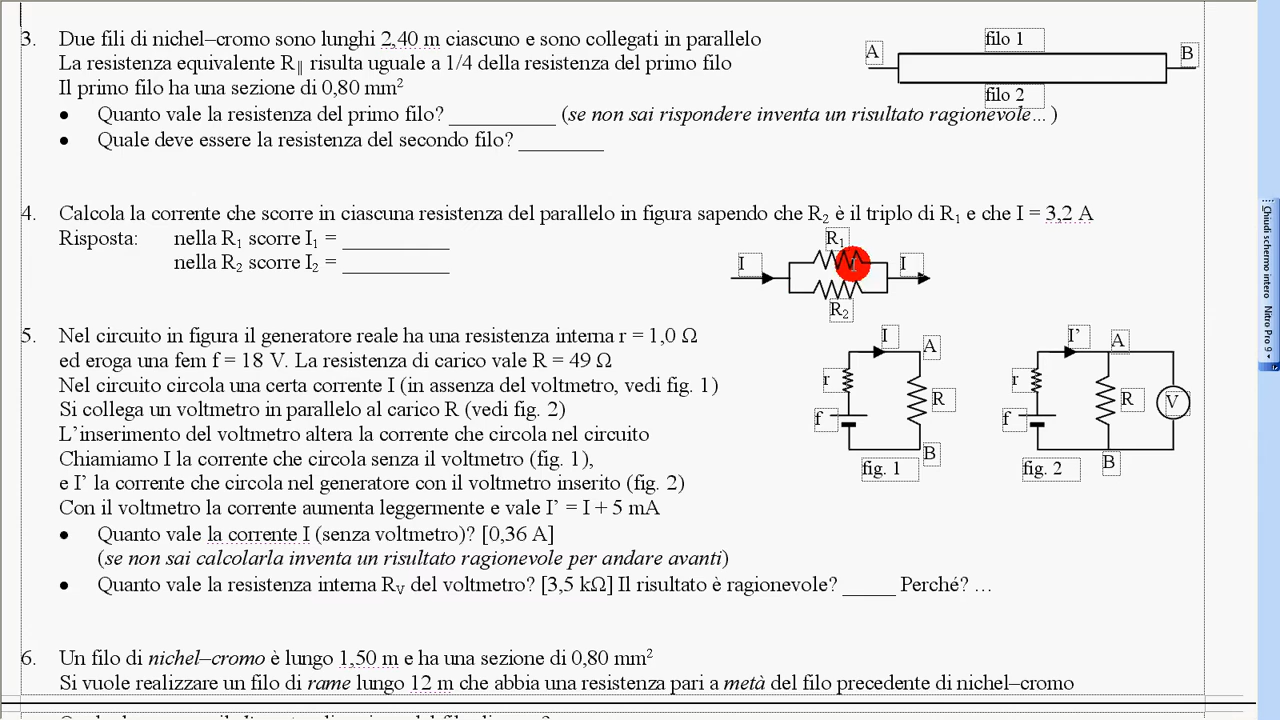 3. Due fili di nichel–cromo sono lunghi 2,40 m ciascuno e sono collegati in parallelo
La resistenza equivalente R∥ risulta uguale a 1/4 della resistenza del primo filo
Il primo filo ha una sezione di 0,80 mm²
• Quanto vale la resistenza del primo filo? __________ (se non sai rispondere inventa un risultato ragionevole... )
• Quale deve essere la resistenza del secondo filo? ________
filo 1
A
B
filo 2
4. Calcola la corrente che scorre in ciascuna resistenza del parallelo in figura sapendo che R₂ è il triplo di R₁ e che I = 3,2 A
Risposta: nella R₁ scorre I₁ = __________
nella R₂ scorre I₂ = __________
R₁
I
I
R₂
5. Nel circuito in figura il generatore reale ha una resistenza interna r = 1,0 Ω
ed eroga una fem f = 18 V. La resistenza di carico vale R = 49 Ω
Nel circuito circola una certa corrente I (in assenza del voltmetro, vedi fig. 1)
Si collega un voltmetro in parallelo al carico R (vedi fig. 2)
L’inserimento del voltmetro altera la corrente che circola nel circuito
Chiamiamo I la corrente che circola senza il voltmetro (fig. 1),
e I’ la corrente che circola nel generatore con il voltmetro inserito (fig. 2)
Con il voltmetro la corrente aumenta leggermente e vale I’ = I + 5 mA
• Quanto vale la corrente I (senza voltmetro)? [0,36 A]
(se non sai calcolarla inventa un risultato ragionevole per andare avanti)
• Quanto vale la resistenza interna Rᵥ del voltmetro? [3,5 kΩ] Il risultato è ragionevole? _____ Perché? …
I
A
r
R
f
B
fig. 1
I’
A
r
R
V
f
B
fig. 2
6. Un filo di nichel–cromo è lungo 1,50 m e ha una sezione di 0,80 mm²
Si vuole realizzare un filo di rame lungo 12 m che abbia una resistenza pari a metà del filo precedente di nichel–cromo
Chiudi schermo intero
Nitro Pro 9